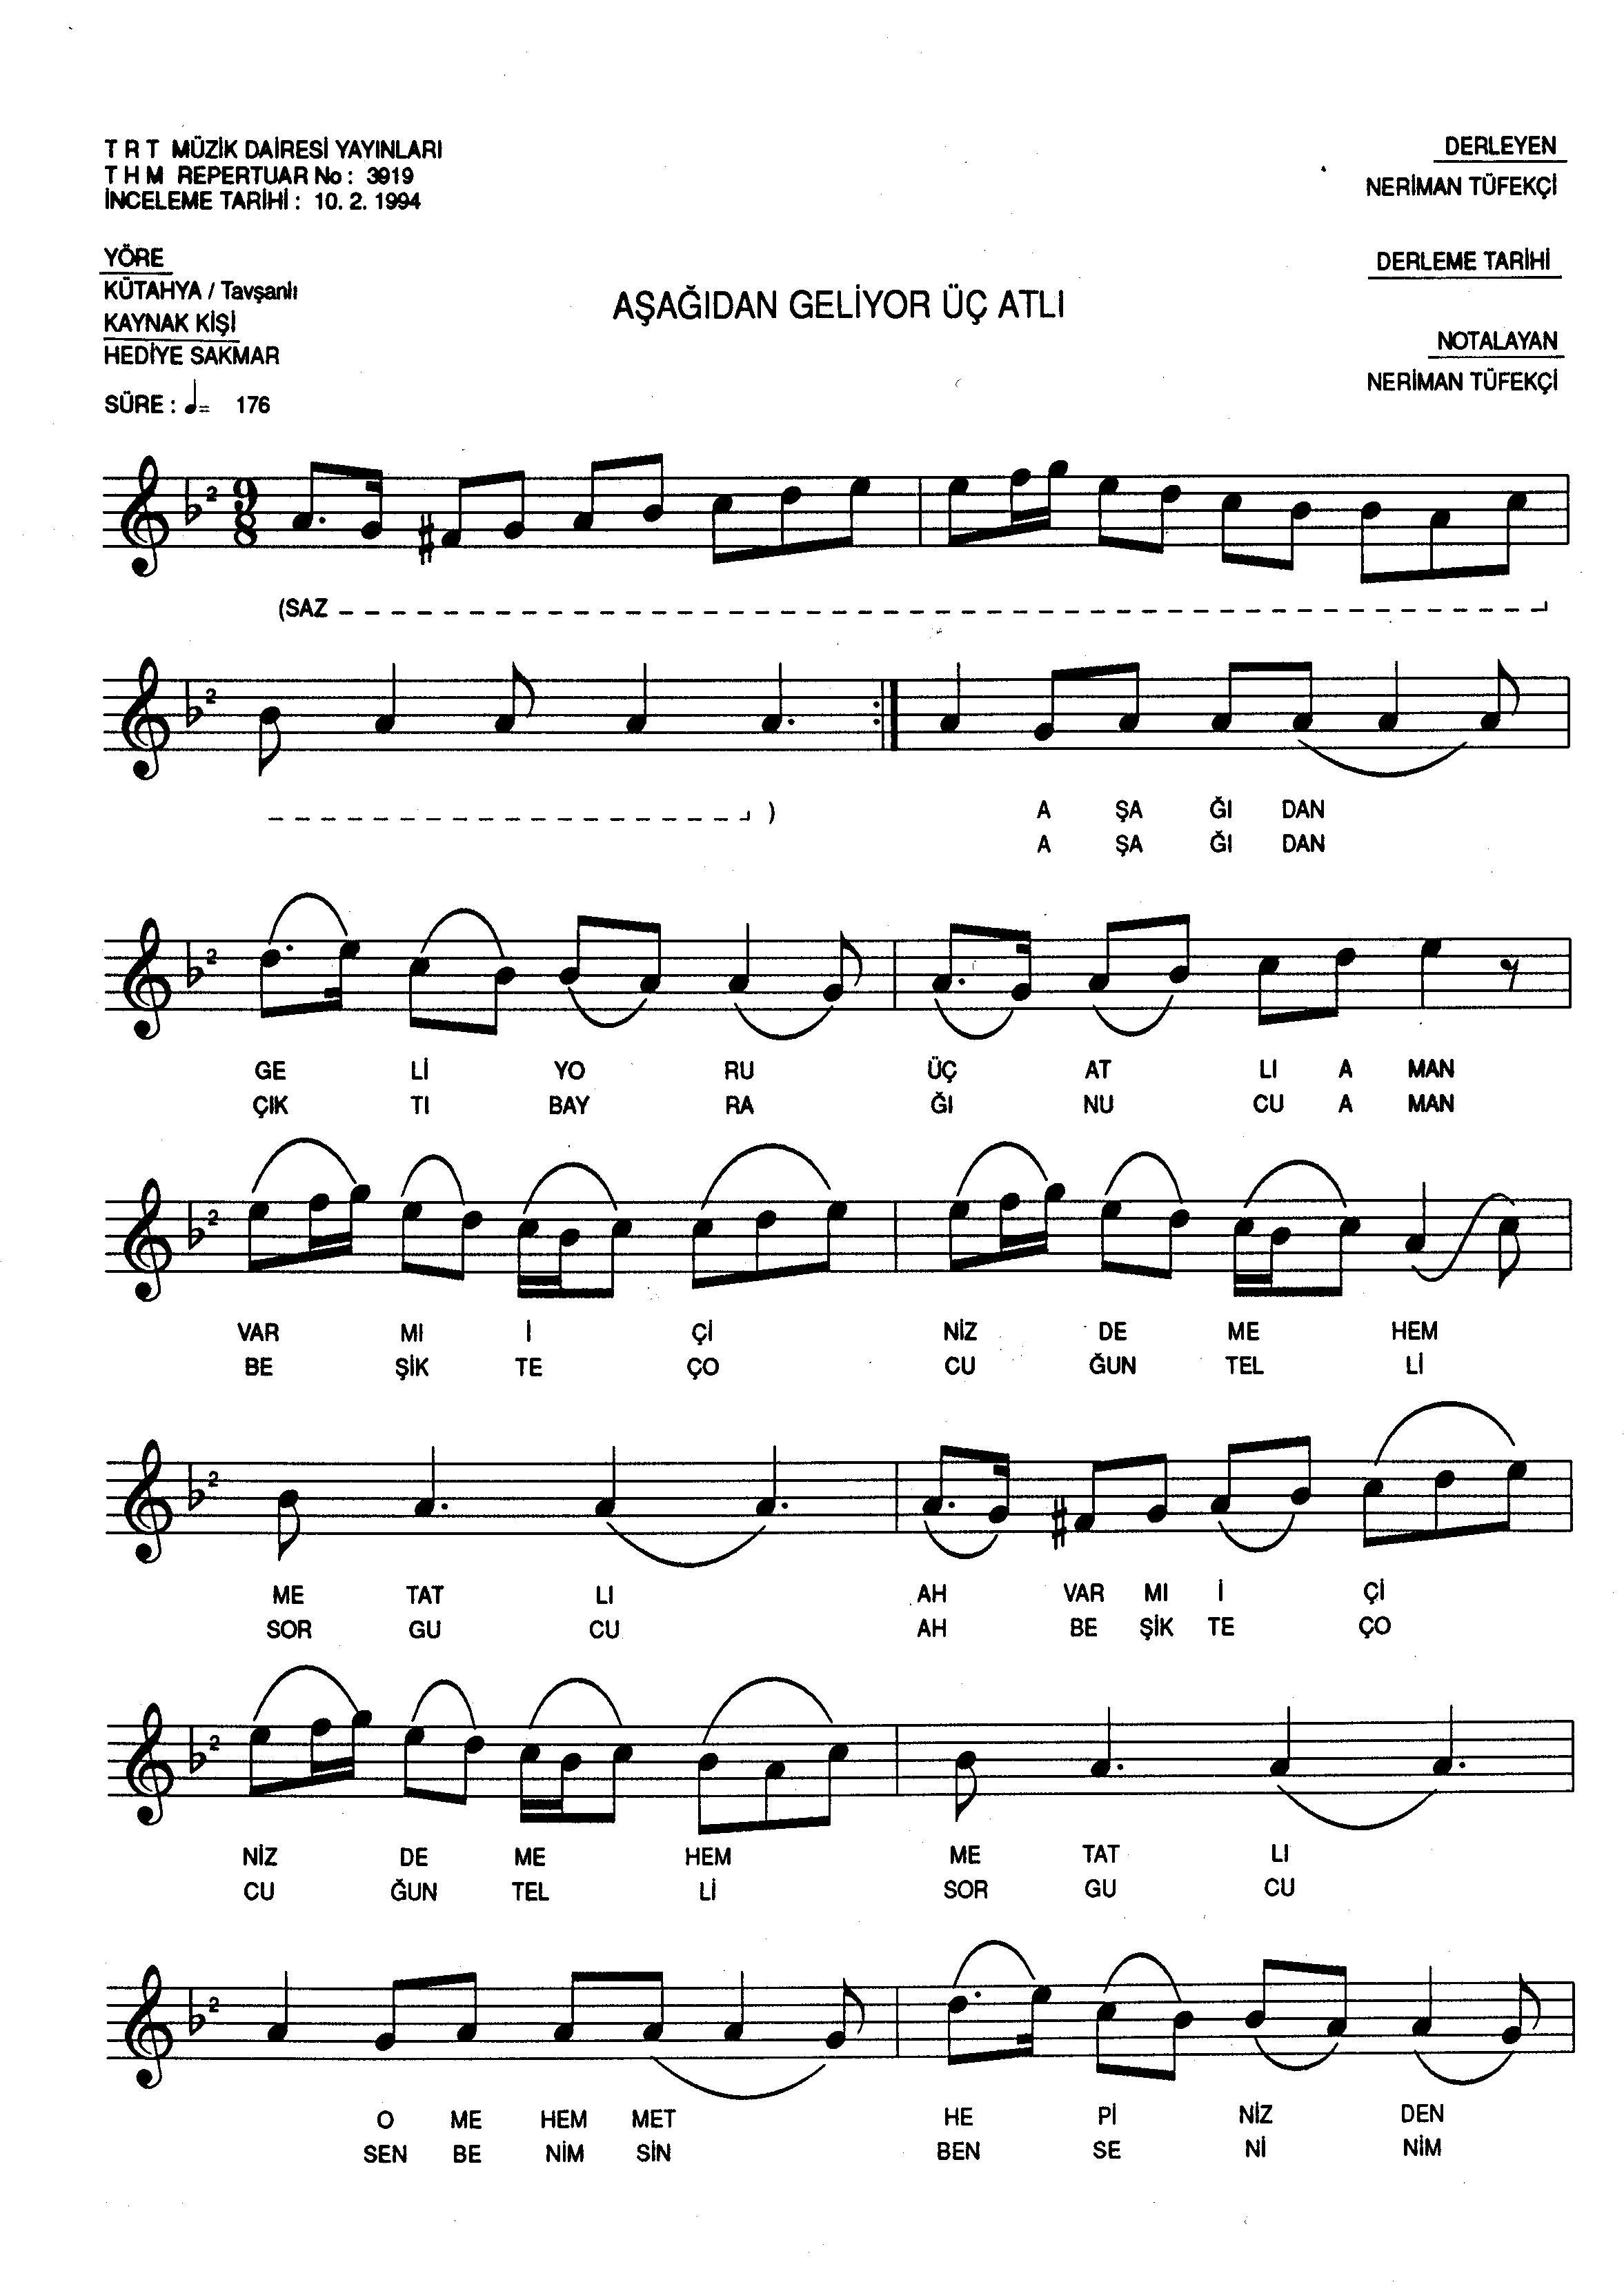 T R T MÜZİK DAİRESİ YAYINLARI
T H M REPERTUAR No : 3919
İNCELEME TARİHİ : 10. 2. 1994
DERLEYEN
NERİMAN TÜFEKÇİ
YÖRE
KÜTAHYA / Tavşanlı
KAYNAK KİŞİ
HEDİYE SAKMAR
SÜRE : ♩= 176
AŞAĞIDAN GELİYOR ÜÇ ATLI
DERLEME TARİHİ
NOTALAYAN
NERİMAN TÜFEKÇİ
(SAZ
)
A ŞA ĞI DAN
A ŞA ĞI DAN
GE Lİ YO RU ÜÇ AT LI A MAN
ÇIK TI BAY RA ĞI NU CU A MAN
VAR MI İ Çİ NİZ DE ME HEM
BE ŞİK TE ÇO CU ĞUN TEL Lİ
ME TAT LI AH VAR MI İ Çİ
SOR GU CU AH BE ŞİK TE ÇO
NİZ DE ME HEM ME TAT LI
CU ĞUN TEL Lİ SOR GU CU
O ME HEM MET HE Pİ NİZ DEN
SEN BE NİM SİN BEN SE Nİ NİM